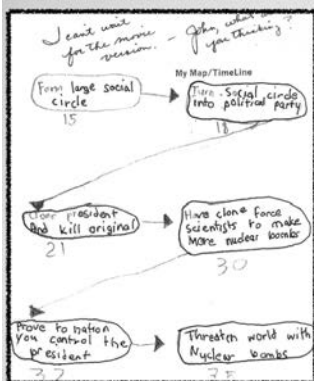 I cant wait
for the movie
version. – John, what are
you thinking?
My Map/TimeLine
Form large social
circle
15
Turn Social circle
into political party
18
Clone president
And kill original
21
Have clone force
Scientists to make
More nuclear bombs
30
Prove to nation
you control the
president
32
Threaten world with
Nuclear bombs
35